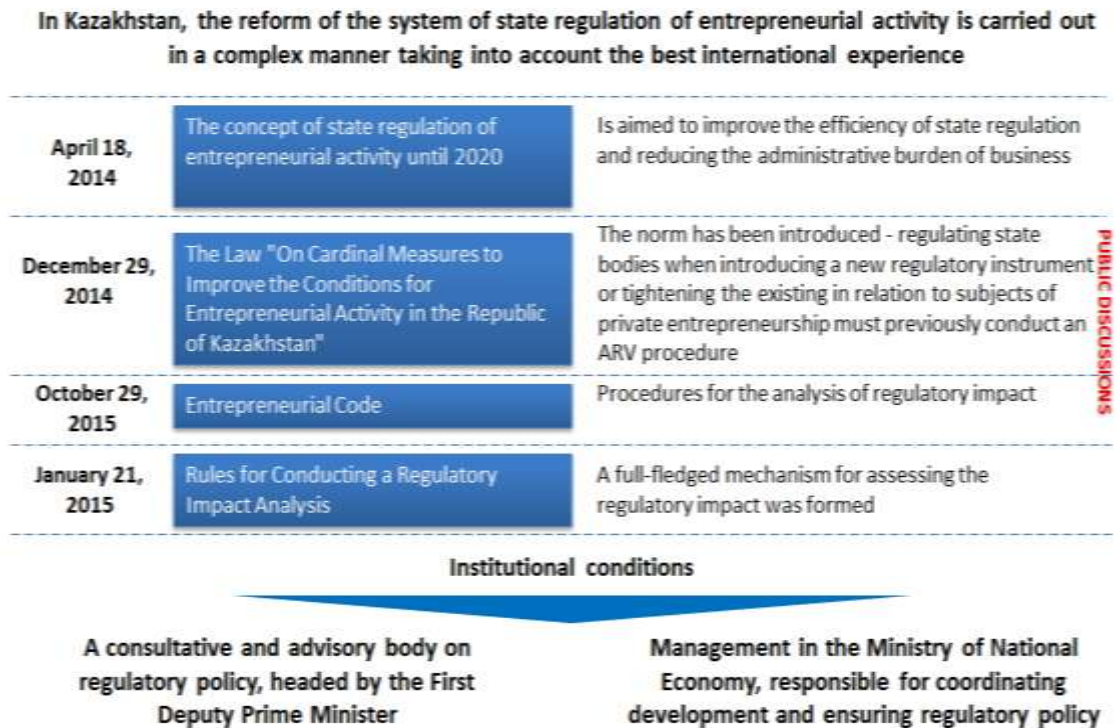 In Kazakhstan, the reform of the system of state regulation of entrepreneurial activity is carried out
in a complex manner taking into account the best international experience
April 18,
2014
The concept of state regulation of
entrepreneurial activity until 2020
Is aimed to improve the efficiency of state regulation
and reducing the administrative burden of business
December 29,
2014
The Law "On Cardinal Measures to
Improve the Conditions for
Entrepreneurial Activity in the Republic
of Kazakhstan"
The norm has been introduced - regulating state
bodies when introducing a new regulatory instrument
or tightening the existing in relation to subjects of
private entrepreneurship must previously conduct an
ARV procedure
October 29,
2015
Entrepreneurial Code
Procedures for the analysis of regulatory impact
January 21,
2015
Rules for Conducting a Regulatory
Impact Analysis
A full-fledged mechanism for assessing the
regulatory impact was formed
PUBLIC DISCUSSIONS
Institutional conditions
A consultative and advisory body on
regulatory policy, headed by the First
Deputy Prime Minister
Management in the Ministry of National
Economy, responsible for coordinating
development and ensuring regulatory policy